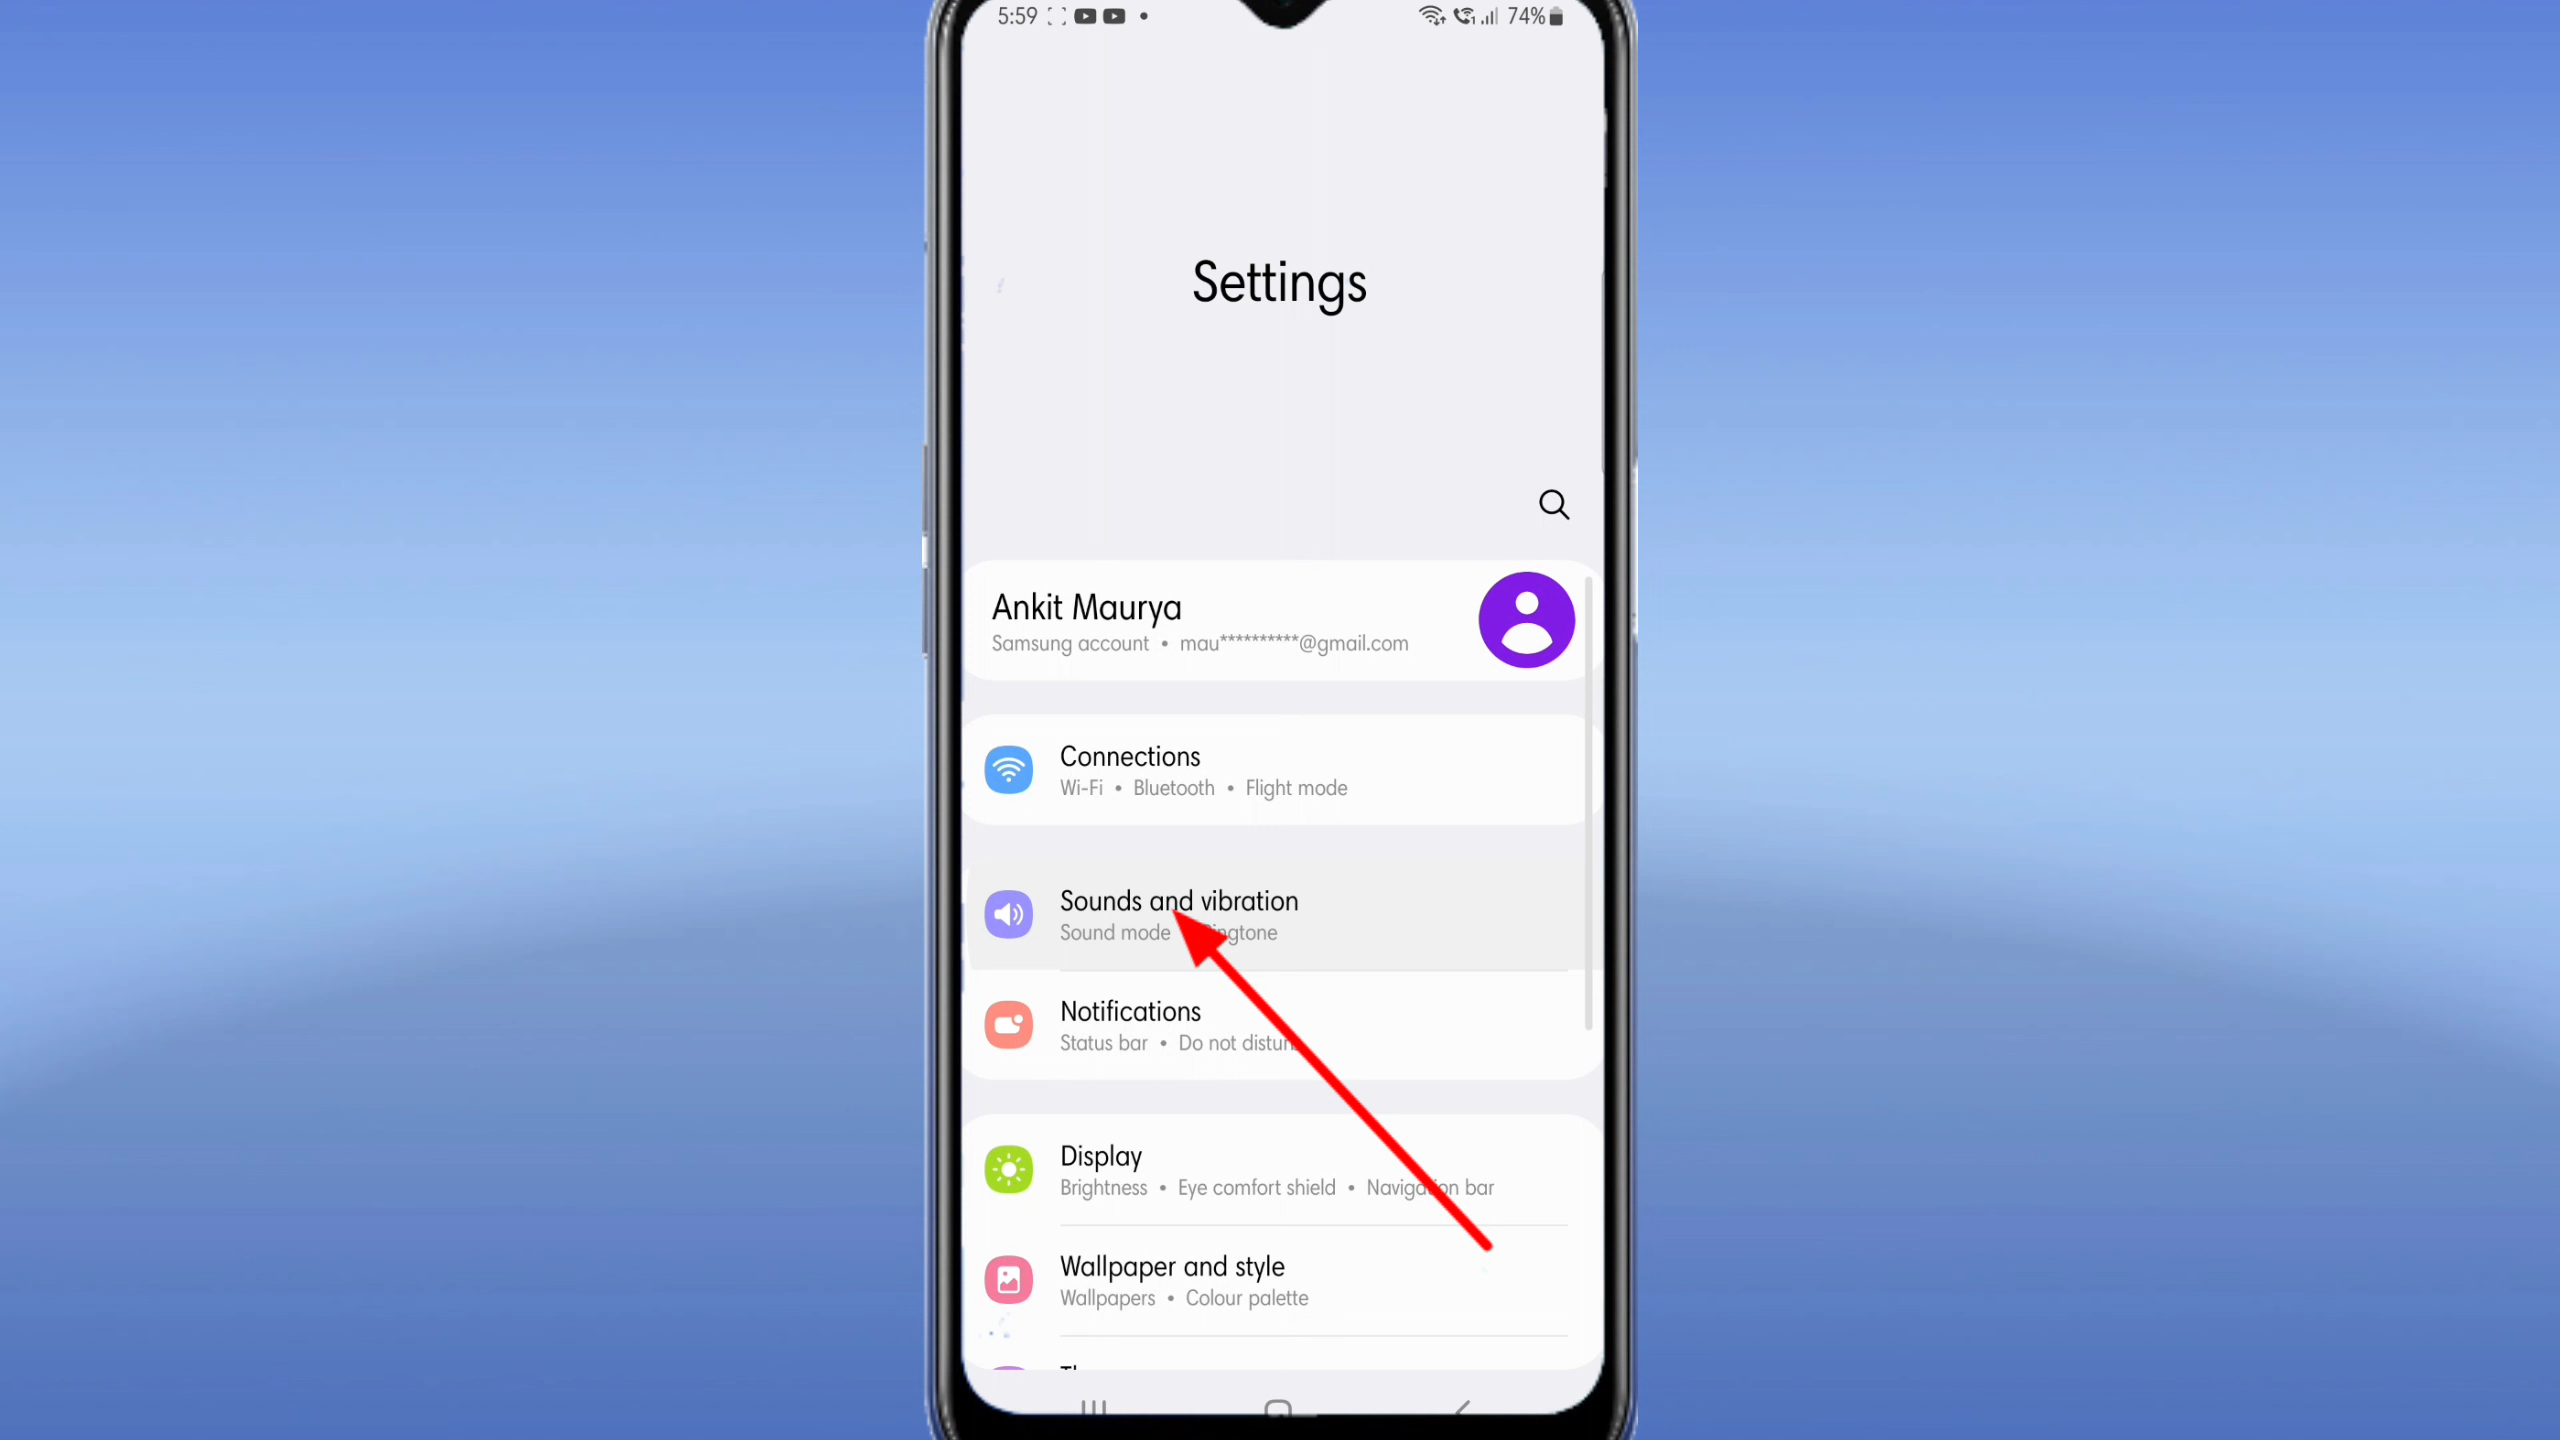 5:59 74%
Settings
Ankit Maurya
Samsung account • mau**********@gmail.com
Connections
Wi-Fi • Bluetooth • Flight mode
Sounds and vibration
Sound mode Ringtone
Notifications
Status bar • Do not disturb
Display
Brightness • Eye comfort shield • Navigation bar
Wallpaper and style
Wallpapers • Colour palette